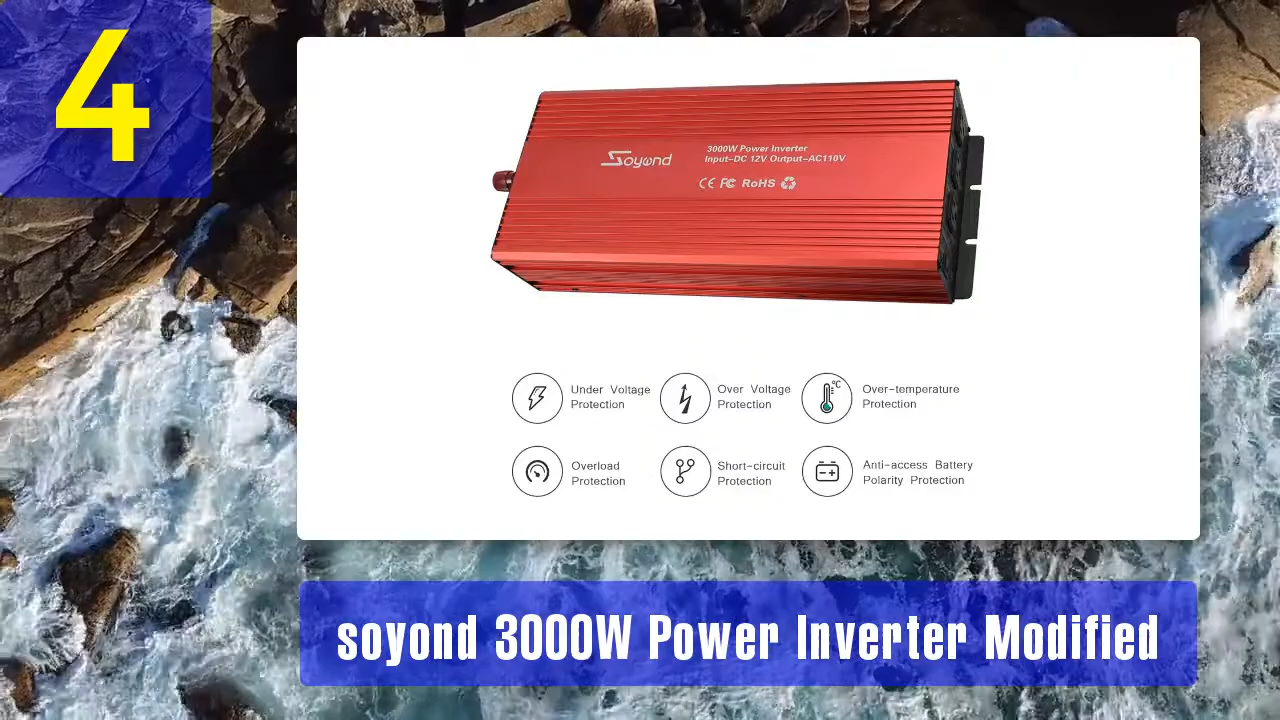 4
Soyond
3000W Power Inverter
Input-DC 12V Output-AC110V
CE FC RoHS
Under Voltage
Protection
Over Voltage
Protection
°C
Over-temperature
Protection
Overload
Protection
Short-circuit
Protection
Anti-access Battery
Polarity Protection
soyond 3000W Power Inverter Modified